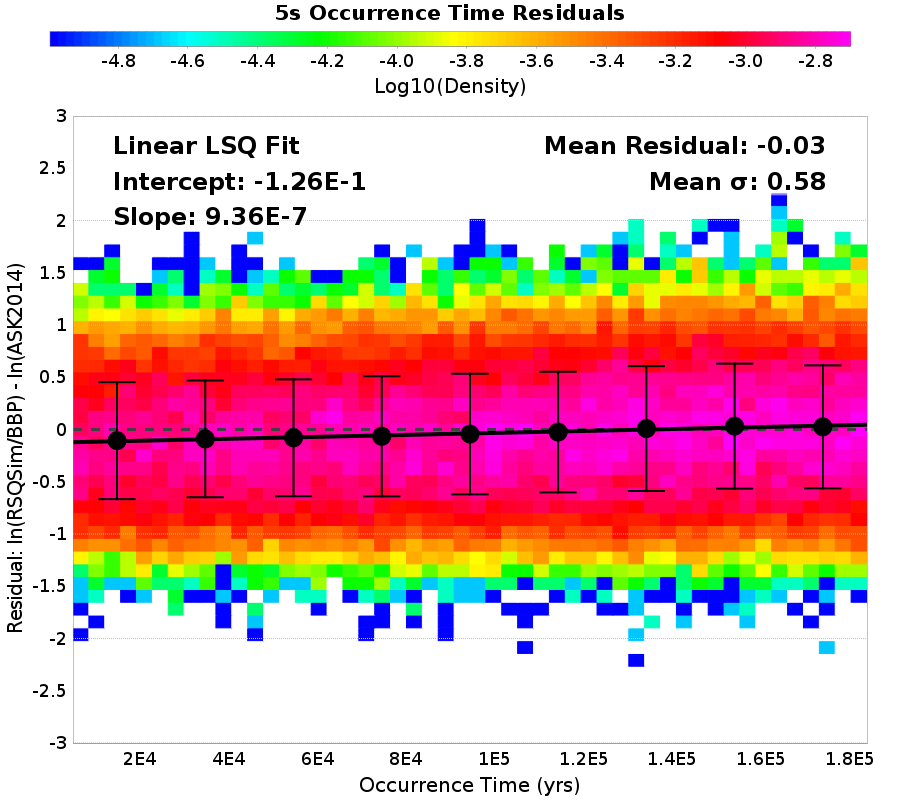 5s Occurrence Time Residuals
-4.8 -4.6 -4.4 -4.2 -4.0 -3.8 -3.6 -3.4 -3.2 -3.0 -2.8
Log10(Density)
Linear LSQ Fit
Intercept: -1.26E-1
Slope: 9.36E-7
Mean Residual: -0.03
Mean σ: 0.58
Residual: ln(RSQSim/BBP) - ln(ASK2014)
3
2.5
2
1.5
1
0.5
0
-0.5
-1
-1.5
-2
-2.5
-3
2E4 4E4 6E4 8E4 1E5 1.2E5 1.4E5 1.6E5 1.8E5
Occurrence Time (yrs)